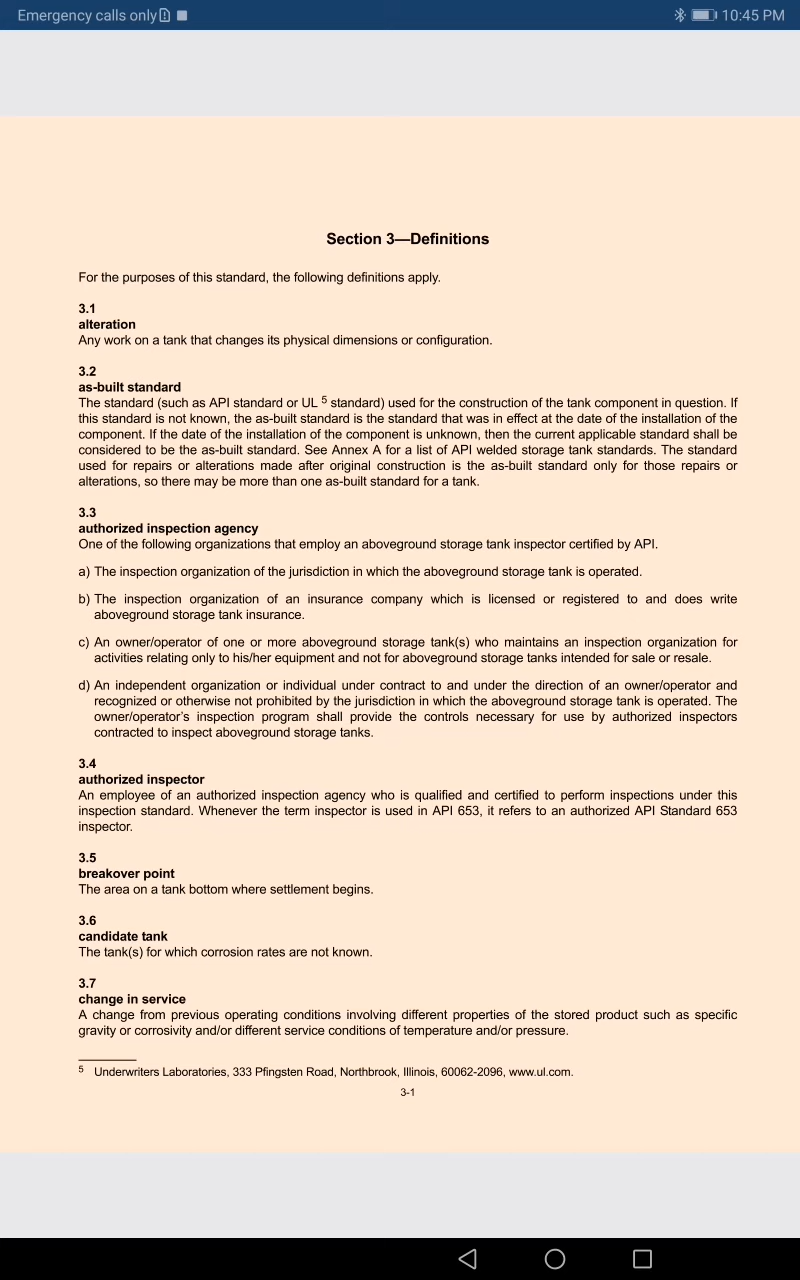 Emergency calls only
10:45 PM
Section 3—Definitions
For the purposes of this standard, the following definitions apply.
3.1
alteration
Any work on a tank that changes its physical dimensions or configuration.
3.2
as-built standard
The standard (such as API standard or UL 5 standard) used for the construction of the tank component in question. If
this standard is not known, the as-built standard is the standard that was in effect at the date of the installation of the
component. If the date of the installation of the component is unknown, then the current applicable standard shall be
considered to be the as-built standard. See Annex A for a list of API welded storage tank standards. The standard
used for repairs or alterations made after original construction is the as-built standard only for those repairs or
alterations, so there may be more than one as-built standard for a tank.
3.3
authorized inspection agency
One of the following organizations that employ an aboveground storage tank inspector certified by API.
a) The inspection organization of the jurisdiction in which the aboveground storage tank is operated.
b) The inspection organization of an insurance company which is licensed or registered to and does write
aboveground storage tank insurance.
c) An owner/operator of one or more aboveground storage tank(s) who maintains an inspection organization for
activities relating only to his/her equipment and not for aboveground storage tanks intended for sale or resale.
d) An independent organization or individual under contract to and under the direction of an owner/operator and
recognized or otherwise not prohibited by the jurisdiction in which the aboveground storage tank is operated. The
owner/operator's inspection program shall provide the controls necessary for use by authorized inspectors
contracted to inspect aboveground storage tanks.
3.4
authorized inspector
An employee of an authorized inspection agency who is qualified and certified to perform inspections under this
inspection standard. Whenever the term inspector is used in API 653, it refers to an authorized API Standard 653
inspector.
3.5
breakover point
The area on a tank bottom where settlement begins.
3.6
candidate tank
The tank(s) for which corrosion rates are not known.
3.7
change in service
A change from previous operating conditions involving different properties of the stored product such as specific
gravity or corrosivity and/or different service conditions of temperature and/or pressure.
5 Underwriters Laboratories, 333 Pfingsten Road, Northbrook, Illinois, 60062-2096, www.ul.com.
3-1